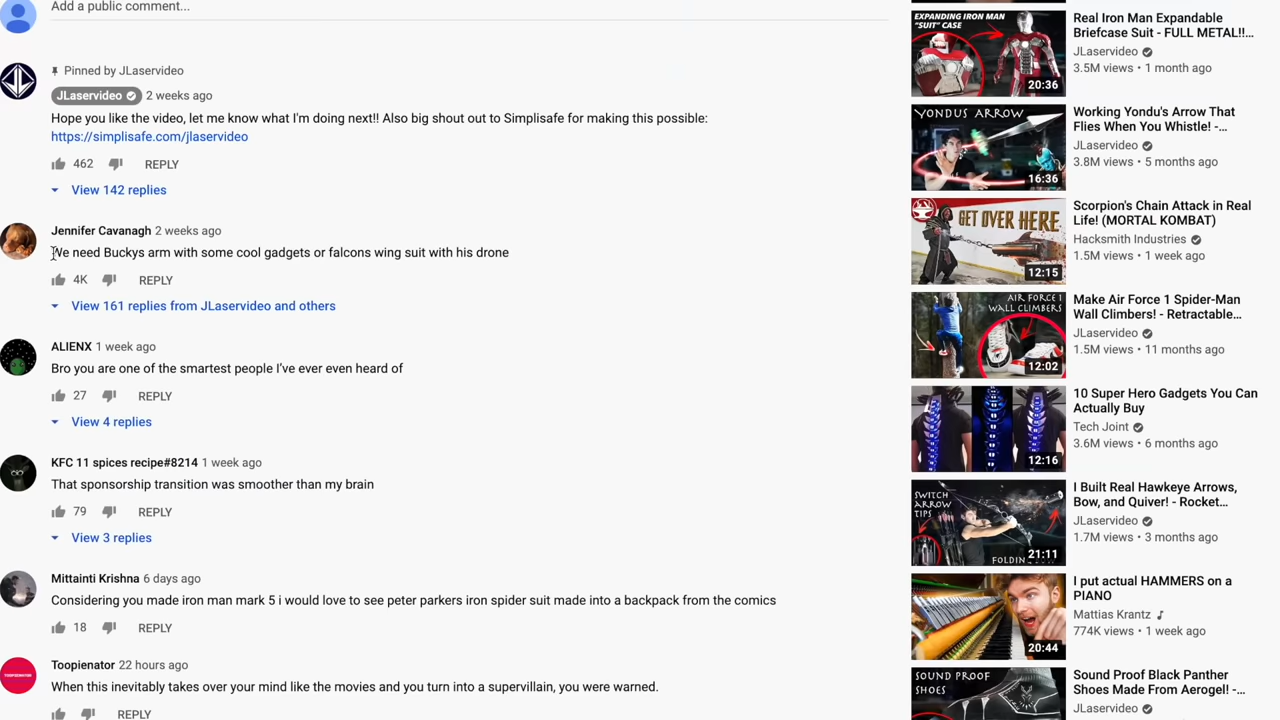 Add a public comment...
Pinned by JLaservideo
JLaservideo 2 weeks ago
Hope you like the video, let me know what I'm doing next!! Also big shout out to Simplisafe for making this possible:
https://simplisafe.com/jlaservideo
462 REPLY
View 142 replies
Jennifer Cavanagh 2 weeks ago
We need Buckys arm with some cool gadgets or falcons wing suit with his drone
4K REPLY
View 161 replies from JLaservideo and others
ALIENX 1 week ago
Bro you are one of the smartest people I've ever even heard of
27 REPLY
View 4 replies
KFC 11 spices recipe#8214 1 week ago
That sponsorship transition was smoother than my brain
79 REPLY
View 3 replies
Mittainti Krishna 6 days ago
Considering you made iron man mark 5 i would love to see peter parkers iron spider suit made into a backpack from the comics
18 REPLY
TOOPIENATOR
Toopienator 22 hours ago
When this inevitably takes over your mind like the movies and you turn into a supervillain, you were warned.
REPLY
EXPANDING IRON MAN
"SUIT" CASE
20:36
Real Iron Man Expandable
Briefcase Suit - FULL METAL!!...
JLaservideo
3.5M views • 1 month ago
YONDUS ARROW
16:36
Working Yondu's Arrow That
Flies When You Whistle! -...
JLaservideo
3.8M views • 5 months ago
GET OVER HERE
12:15
Scorpion's Chain Attack in Real
Life! (MORTAL KOMBAT)
Hacksmith Industries
1.5M views • 1 week ago
AIR FORCE 1
WALL CLIMBERS
12:02
Make Air Force 1 Spider-Man
Wall Climbers! - Retractable...
JLaservideo
1.5M views • 11 months ago
12:16
10 Super Hero Gadgets You Can
Actually Buy
Tech Joint
3.6M views • 6 months ago
SWITCH
ARROW
TIPS
21:11
I Built Real Hawkeye Arrows,
Bow, and Quiver! - Rocket...
JLaservideo
1.7M views • 3 months ago
20:44
I put actual HAMMERS on a
PIANO
Mattias Krantz
774K views • 1 week ago
SOUND PROOF
SHOES
Sound Proof Black Panther
Shoes Made From Aerogel! -...
JLaservideo